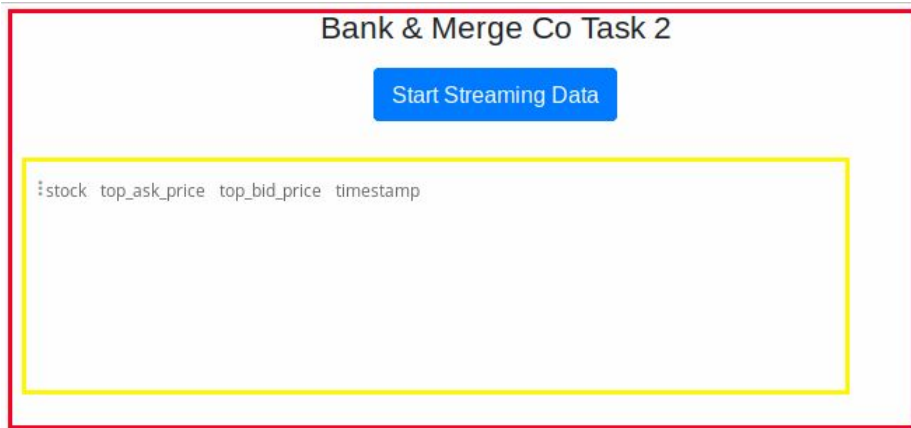 Bank & Merge Co Task 2
Start Streaming Data
stock top_ask_price top_bid_price timestamp